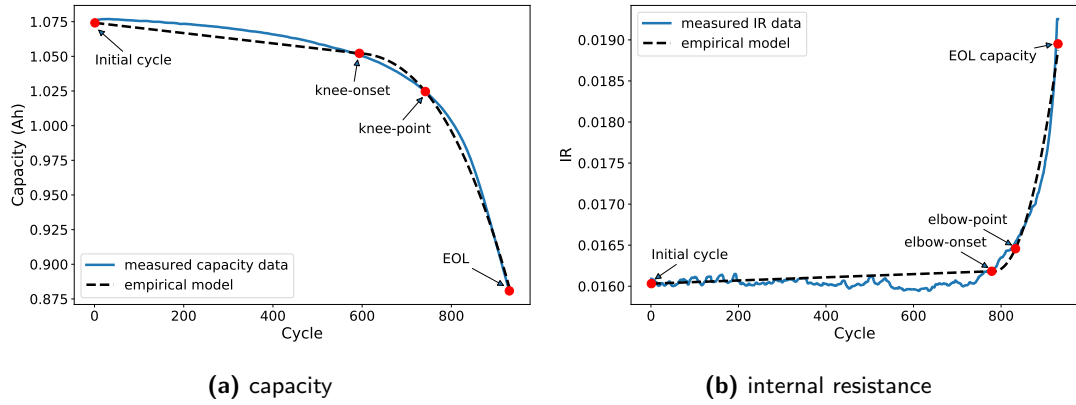 1.075
1.050
1.025
1.000
0.975
0.950
0.925
0.900
0.875
Capacity (Ah)
Initial cycle
knee-onset
knee-point
EOL
measured capacity data
empirical model
0 200 400 600 800
Cycle
(a) capacity
0.0190
0.0185
0.0180
0.0175
0.0170
0.0165
0.0160
IR
measured IR data
empirical model
EOL capacity
elbow-point
elbow-onset
Initial cycle
0 200 400 600 800
Cycle
(b) internal resistance